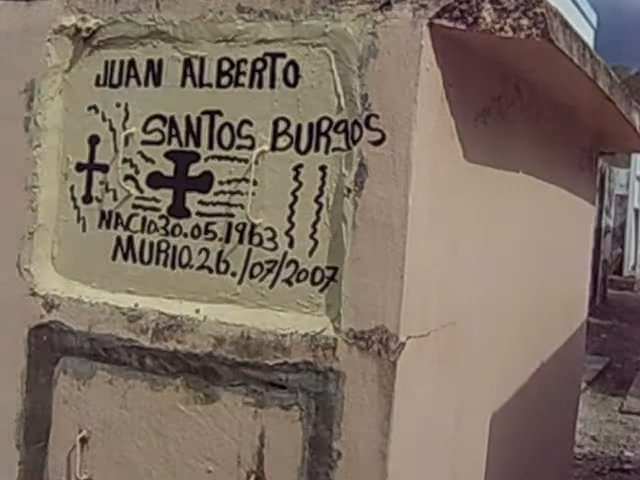 JUAN ALBERTO
SANTOS BURGOS
NACIO30.05.1963
MURIO.26./07/2007